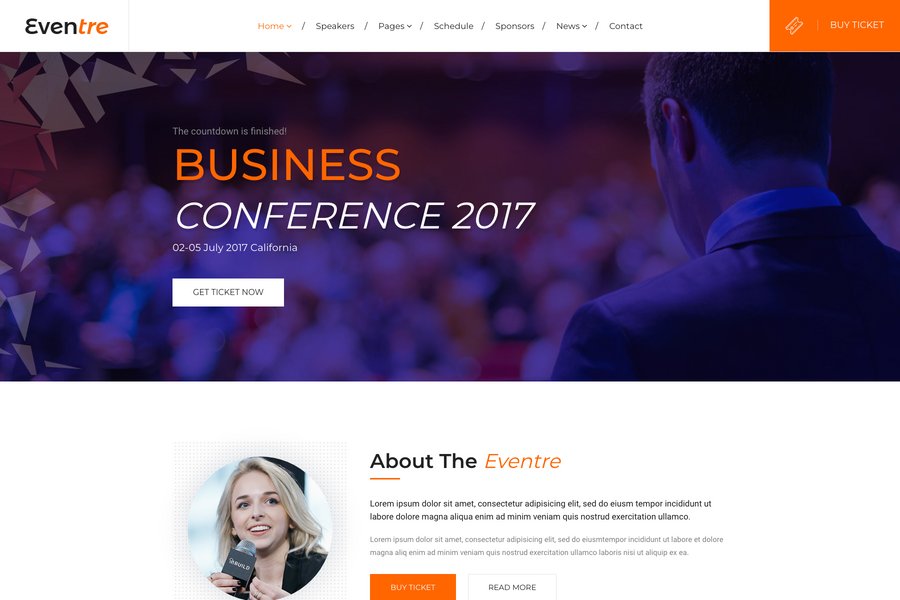 Eventre
Home / Speakers / Pages / Schedule / Sponsors / News / Contact
BUY TICKET
The countdown is finished!
BUSINESS
CONFERENCE 2017
02-05 July 2017 California
GET TICKET NOW
About The Eventre
Lorem ipsum dolor sit amet, consectetur adipisicing elit, sed do eiusm tempor incididunt ut
labore dolore magna aliqua enim ad minim veniam quis nostrud exercitation ullamco.
Lorem ipsum dolor sit amet, consectetur adipisicing elit, sed do eiusmtempor incididunt ut labore et dolore
magna aliq enim ad minim veniam quis nostrud exercitation ullamco laboris nisi ut aliquip ex ea.
BUILD
BUY TICKET
READ MORE